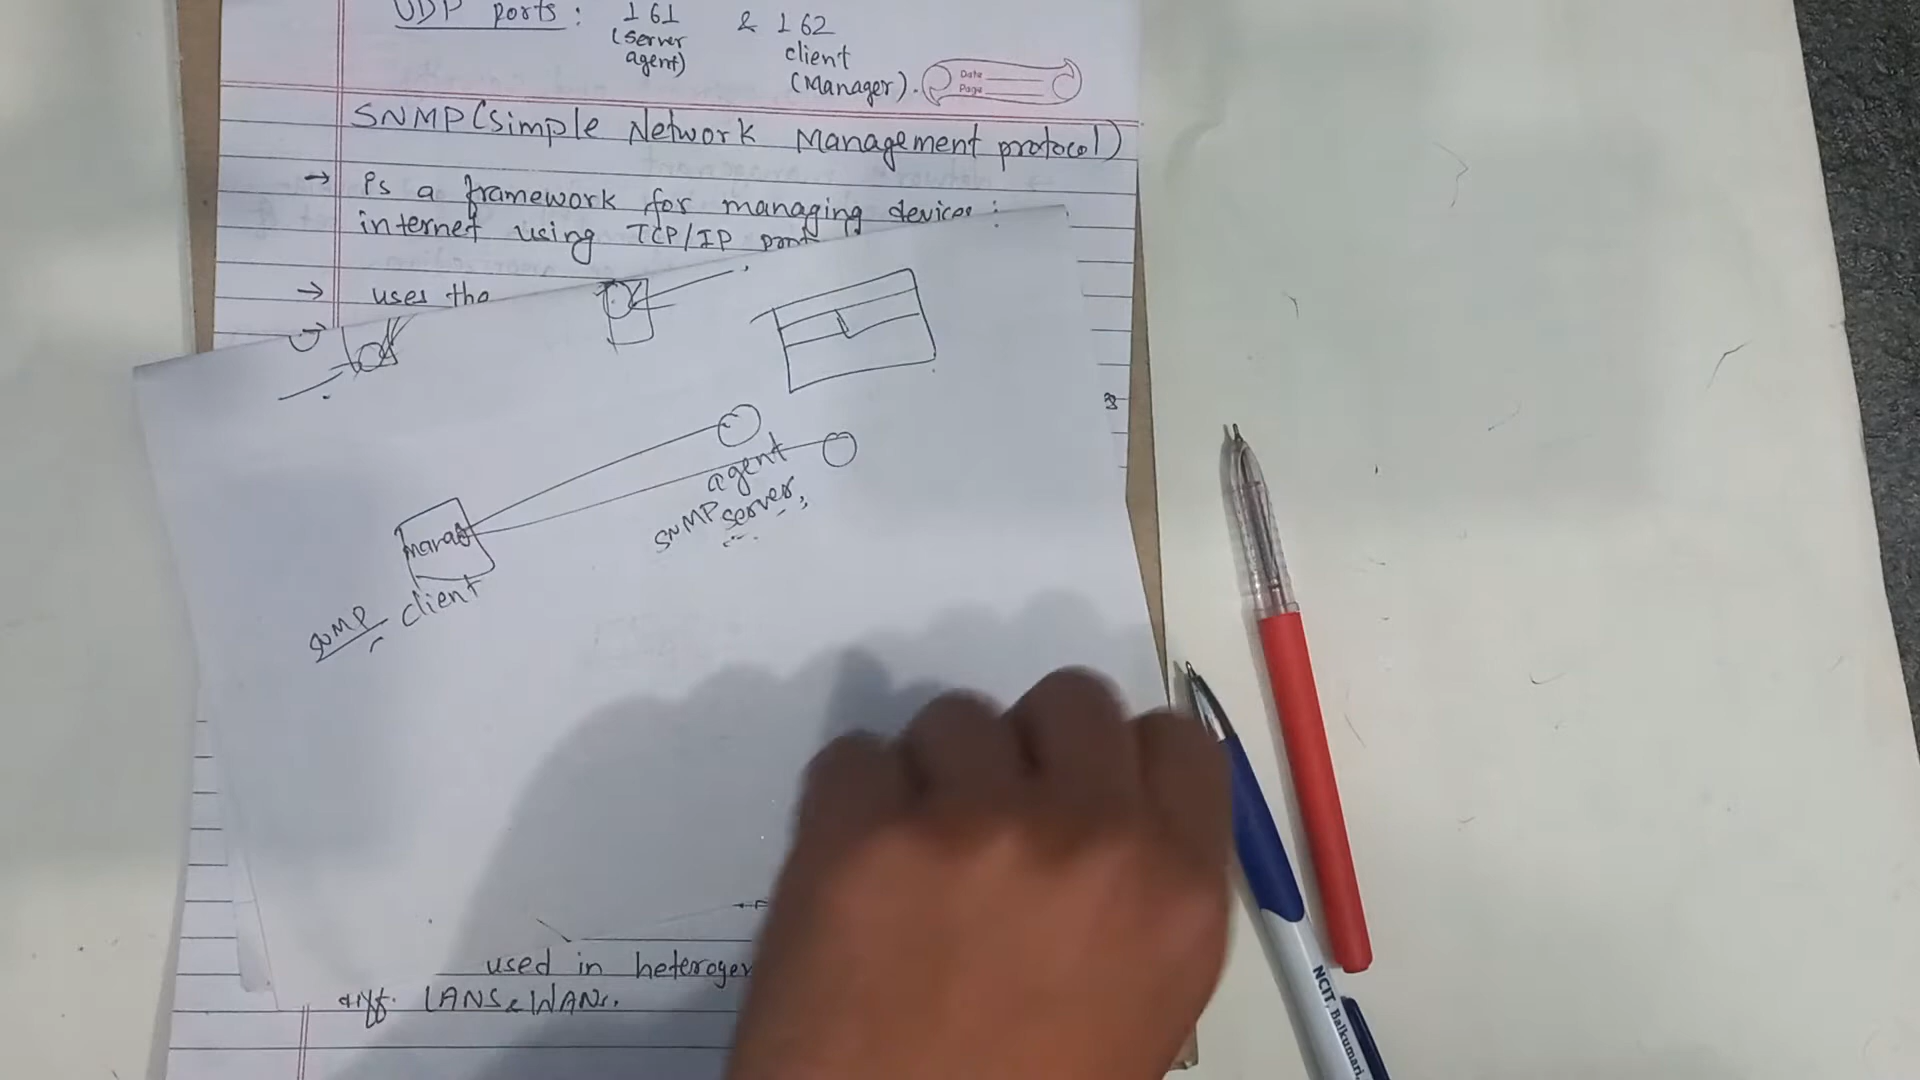 UDP ports : 161 & 162
(server client
agent) (Manager).
Date
Page
SNMP(Simple Network Management protocol)
→ Is a framework for managing devices
internet using TCP/IP
→ uses the
agent
SNMP server,
SNMP client
used in
diff. LANs & WANs.
NCIT, Balkumari,